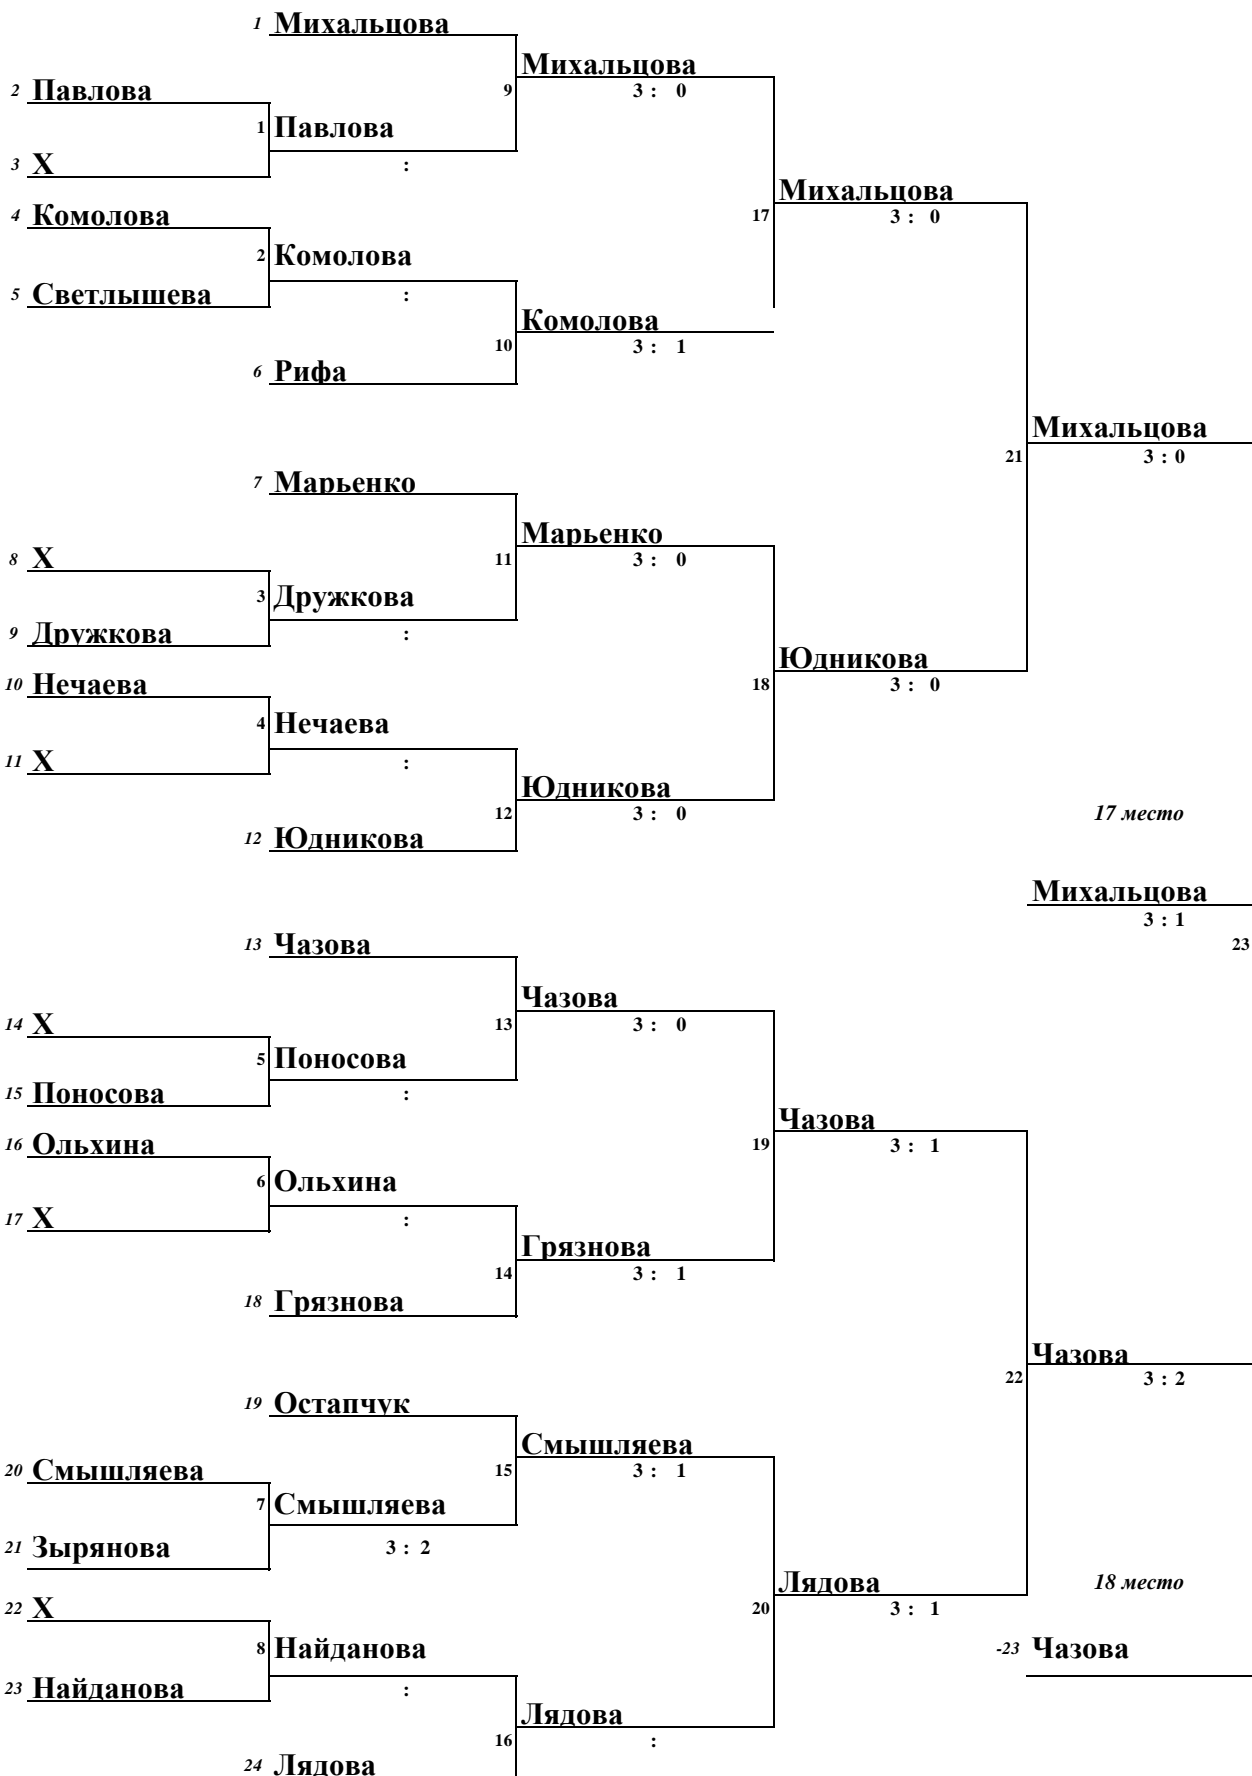 1 Михальцова
Михальцова
2 Павлова
9 3 : 0
1 Павлова
3 Х
:
Михальцова
4 Комолова
17 3 : 0
2 Комолова
5 Светлышева
:
Комолова
10 3 : 1
6 Рифа
Михальцова
21 3 : 0
7 Марьенко
Марьенко
8 Х
11 3 : 0
3 Дружкова
9 Дружкова
:
Юдникова
10 Нечаева
18 3 : 0
4 Нечаева
11 Х
:
Юдникова
12 3 : 0
17 место
12 Юдникова
Михальцова
3 : 1
13 Чазова
23
Чазова
14 Х
13 3 : 0
5 Поносова
15 Поносова
:
Чазова
16 Ольхина
19 3 : 1
6 Ольхина
17 Х
:
Грязнова
14 3 : 1
18 Грязнова
Чазова
22 3 : 2
19 Остапчук
Смышляева
20 Смышляева
15 3 : 1
7 Смышляева
21 Зырянова
3 : 2
Лядова
18 место
22 Х
20 3 : 1
8 Найданова
-23 Чазова
23 Найданова
:
Лядова
16 :
24 Лядова